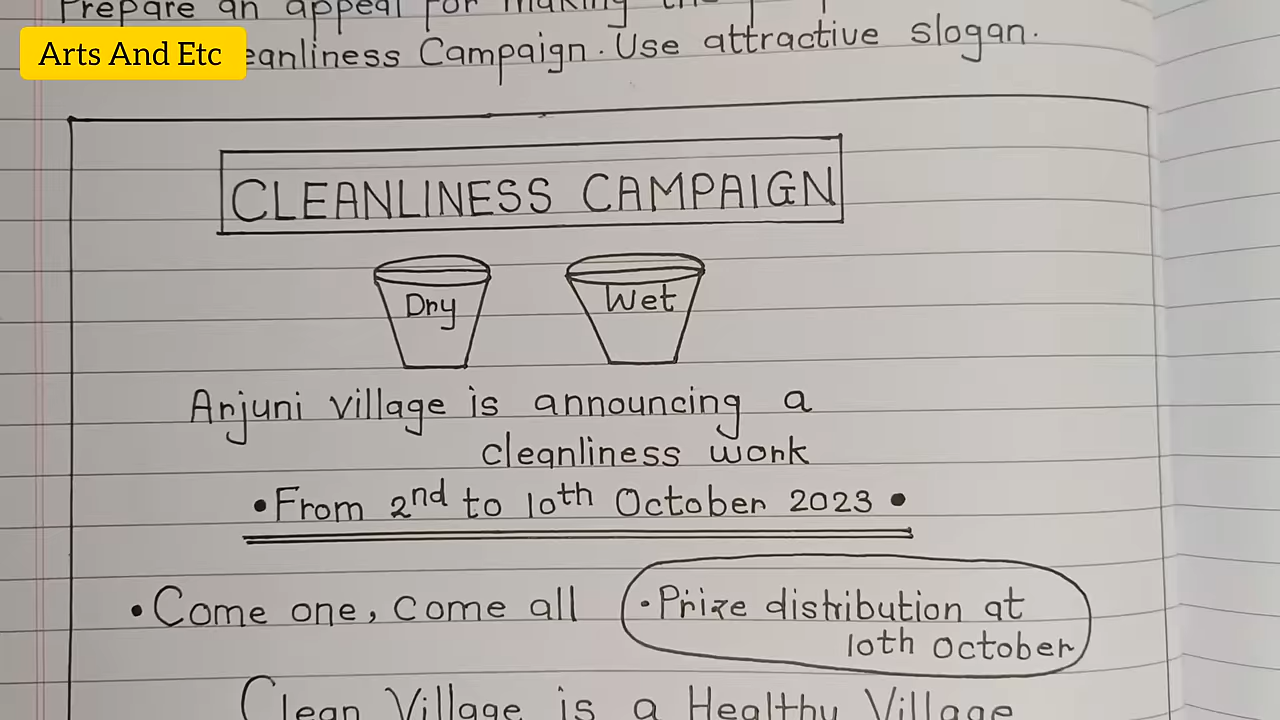 Prepare an appeal for making the
Arts And Etc
eanliness Campaign. Use attractive slogan.
CLEANLINESS CAMPAIGN
Dry
Wet
Anjuni village is announcing a
cleanliness work
• From 2nd to 10th October 2023 •
• Come one, come all
• Prize distribution at
10th October
Clean Village is a Healthy Village